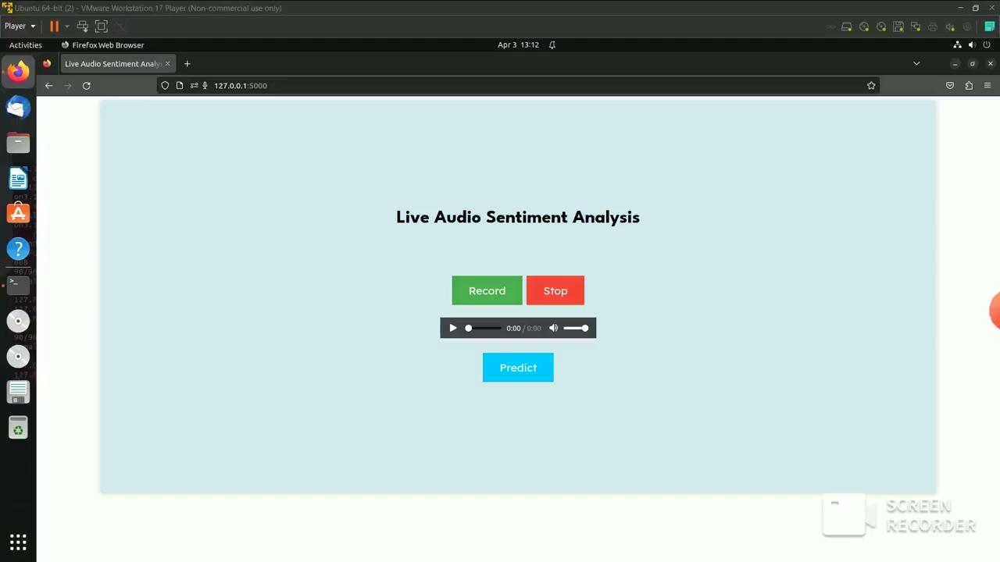 Ubuntu 64-bit (2) - VMware Workstation 17 Player (Non-commercial use only)
Player
Activities
Firefox Web Browser
Apr 3 13:12
Live Audio Sentiment Analys
127.0.0.1:5000
Live Audio Sentiment Analysis
Record
Stop
0:00 / 0:00
Predict
SCREEN
RECORDER